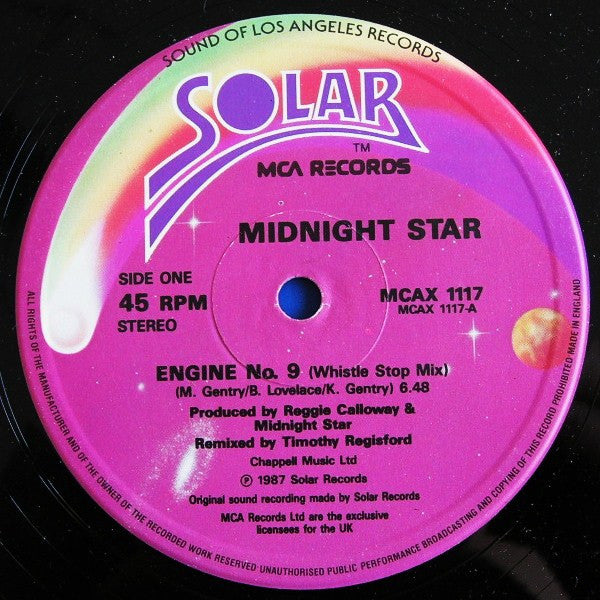 SOUND OF LOS ANGELES RECORDS
SOLAR
TM
MCA RECORDS
MIDNIGHT STAR
SIDE ONE
45 RPM
STEREO
MCAX 1117
MCAX 1117-A
ENGINE No. 9 (Whistle Stop Mix)
(M. Gentry/B. Lovelace/K. Gentry) 6.48
Produced by Reggie Calloway &
Midnight Star
Remixed by Timothy Regisford
Chappell Music Ltd
Ⓟ 1987 Solar Records
Original sound recording made by Solar Records
MCA Records Ltd are the exclusive
licensees for the UK
ALL RIGHTS OF THE MANUFACTURER AND OF THE OWNER OF THE RECORDED WORK RESERVED UNAUTHORISED PUBLIC PERFORMANCE BROADCASTING AND COPYING OF THIS RECORD PROHIBITED·MADE IN ENGLAND